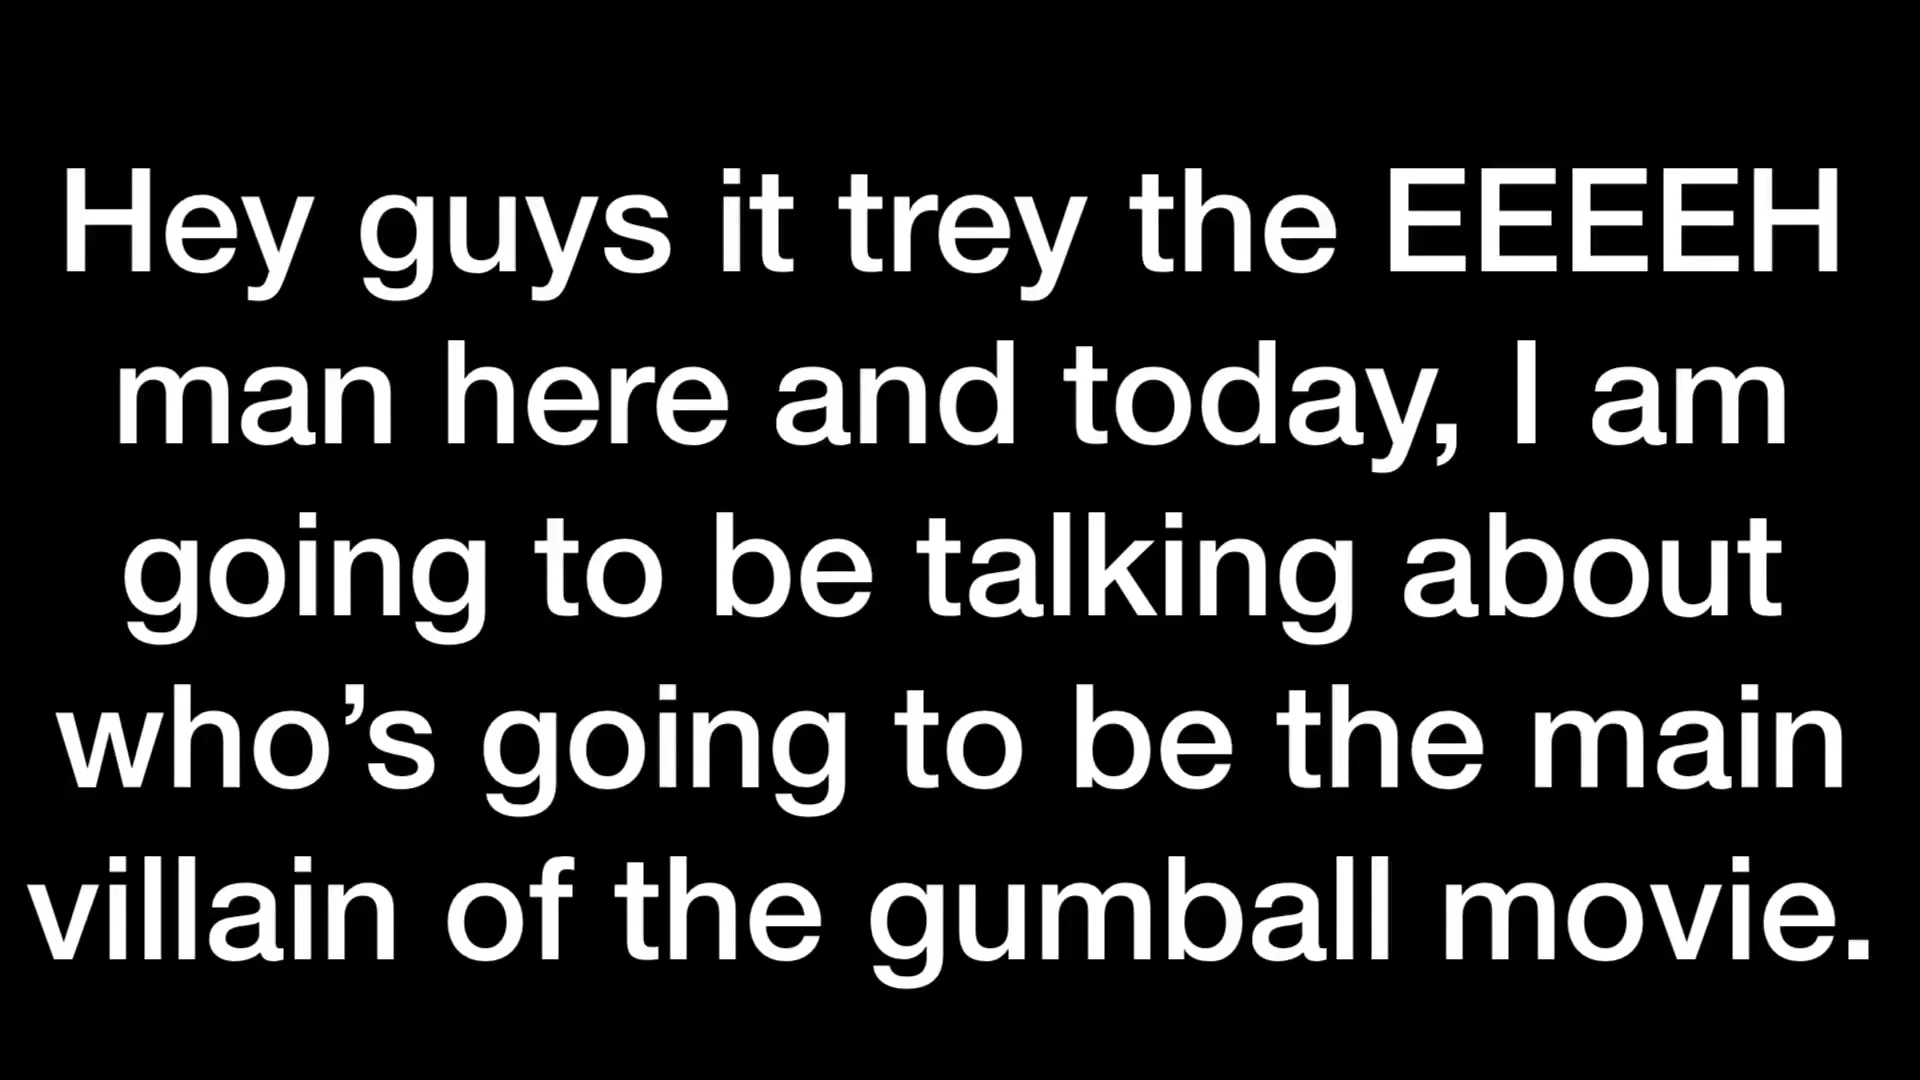 Hey guys it trey the EEEEH
man here and today, I am
going to be talking about
who’s going to be the main
villain of the gumball movie.